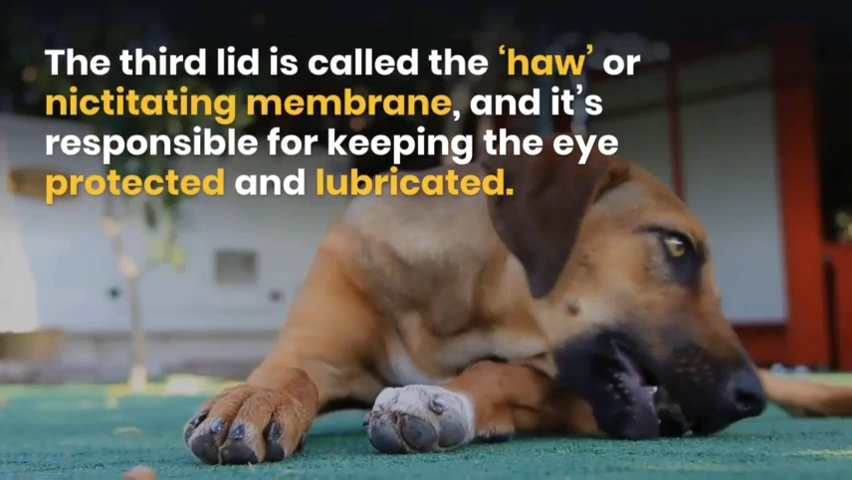 The third lid is called the ‘haw’ or
nictitating membrane, and it’s
responsible for keeping the eye
protected and lubricated.